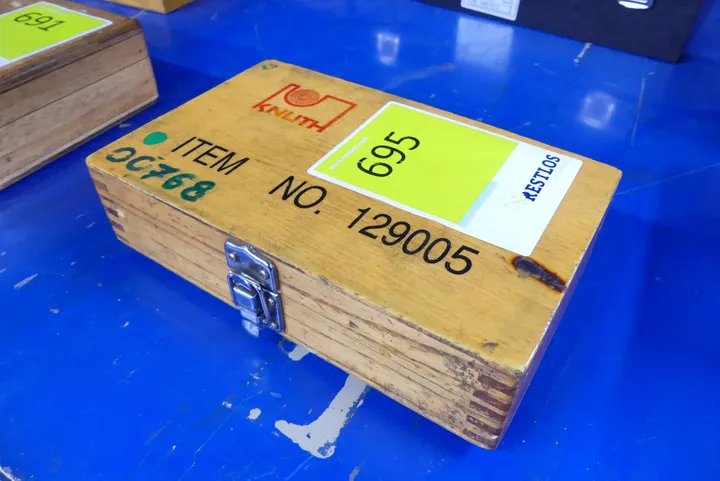 691
KNUTH
695
RESTLOS
ITEM NO. 129005
OC768